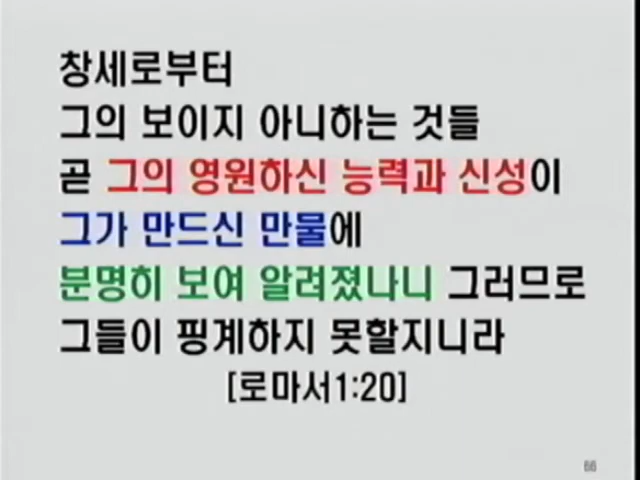 창세로부터
그의 보이지 아니하는 것들
곧 그의 영원하신 능력과 신성이
그가 만드신 만물에
분명히 보여 알려졌나니 그러므로
그들이 핑계하지 못할지니라
[로마서1:20]
66